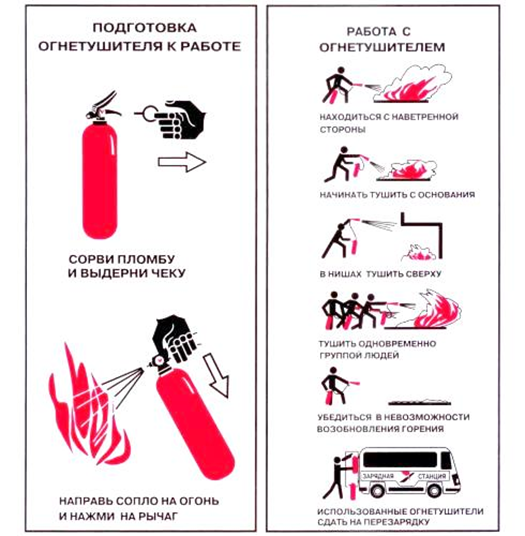 ПОДГОТОВКА
ОГНЕТУШИТЕЛЯ К РАБОТЕ
СОРВИ ПЛОМБУ
И ВЫДЕРНИ ЧЕКУ
НАПРАВЬ СОПЛО НА ОГОНЬ
И НАЖМИ НА РЫЧАГ
РАБОТА С
ОГНЕТУШИТЕЛЕМ
НАХОДИТЬСЯ С НАВЕТРЕННОЙ
СТОРОНЫ
НАЧИНАТЬ ТУШИТЬ С ОСНОВАНИЯ
В НИШАХ ТУШИТЬ СВЕРХУ
ТУШИТЬ ОДНОВРЕМЕННО
ГРУППОЙ ЛЮДЕЙ
УБЕДИТЬСЯ В НЕВОЗМОЖНОСТИ
ВОЗОБНОВЛЕНИЯ ГОРЕНИЯ
ЗАРЯДНАЯ СТАНЦИЯ
ИСПОЛЬЗОВАННЫЕ ОГНЕТУШИТЕЛИ
СДАТЬ НА ПЕРЕЗАРЯДКУ